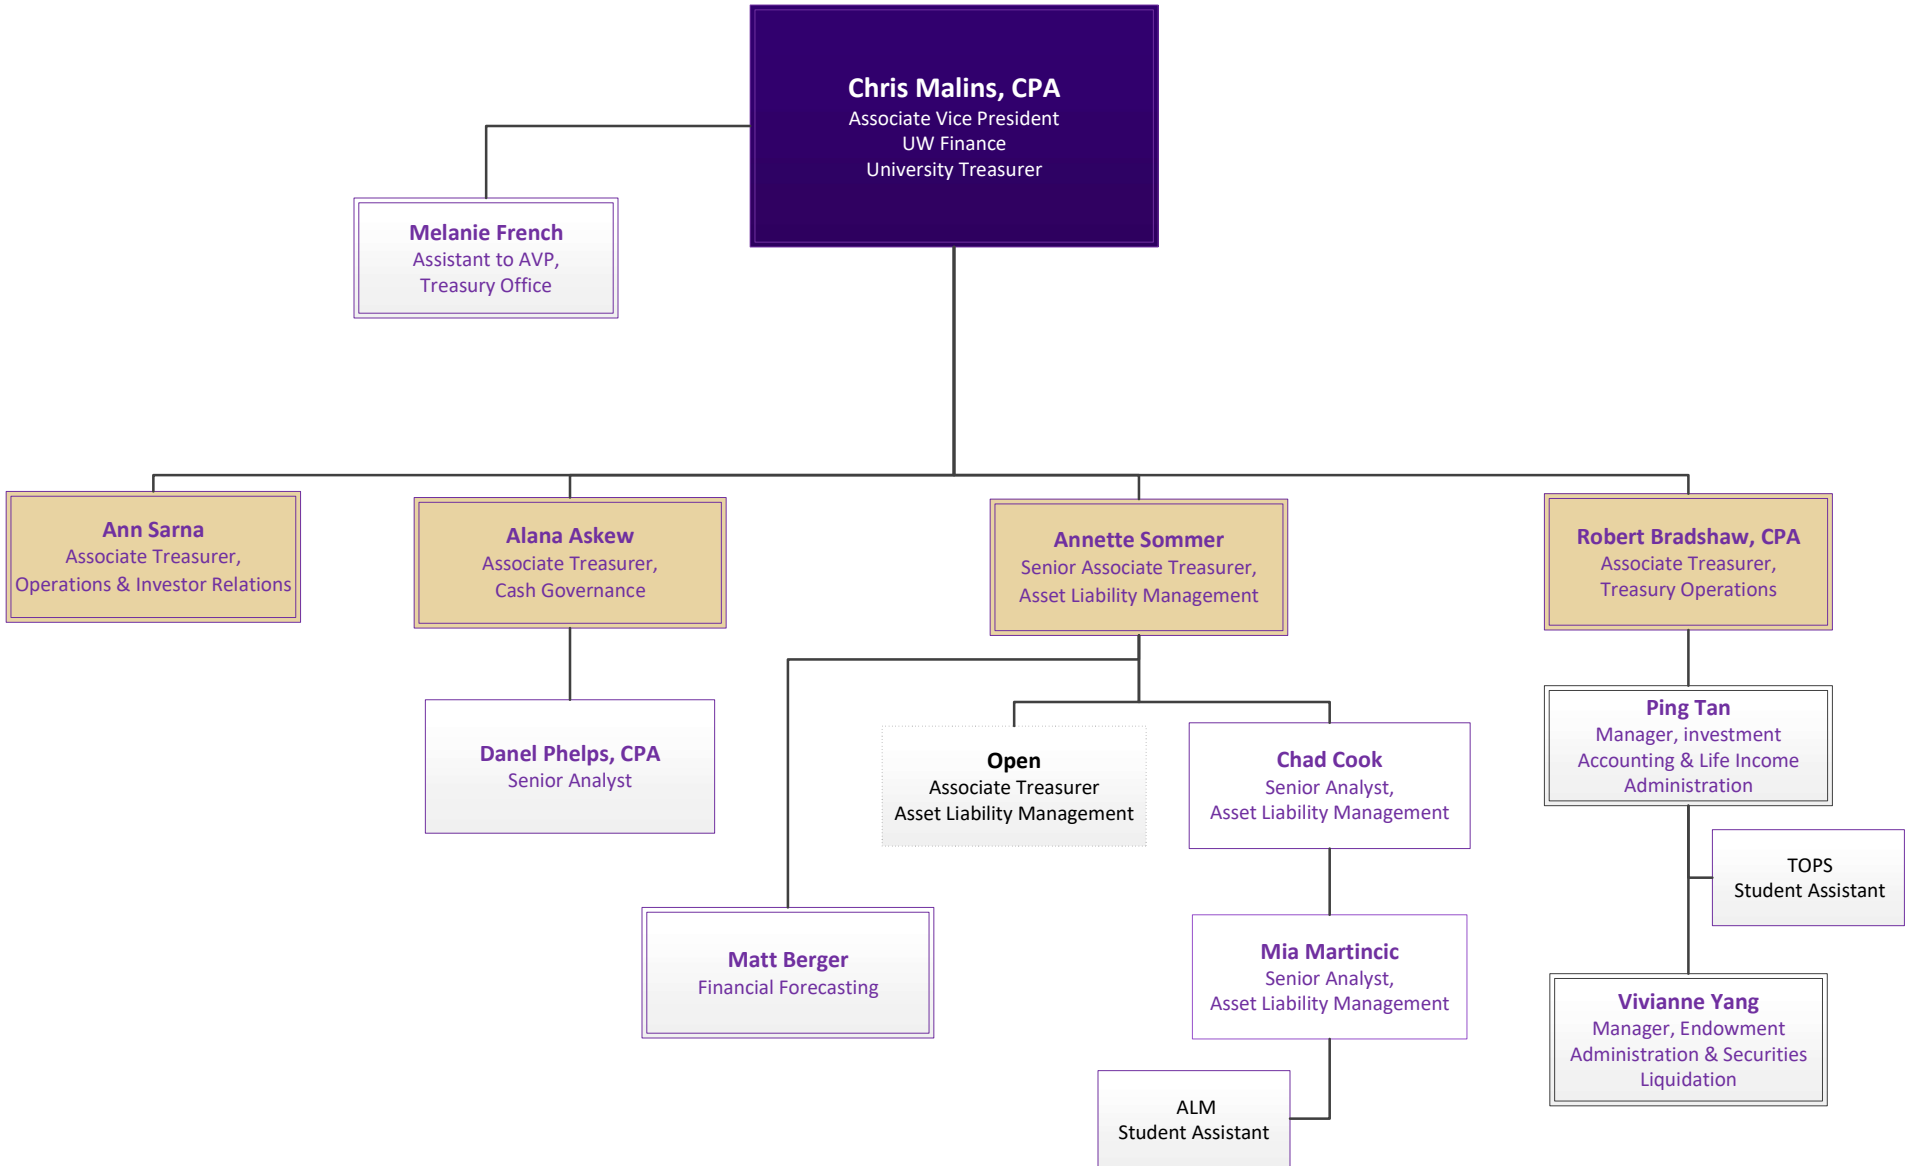 Chris Malins, CPA
Associate Vice President
UW Finance
University Treasurer
Melanie French
Assistant to AVP,
Treasury Office
Ann Sarna
Associate Treasurer,
Operations & Investor Relations
Alana Askew
Associate Treasurer,
Cash Governance
Annette Sommer
Senior Associate Treasurer,
Asset Liability Management
Robert Bradshaw, CPA
Associate Treasurer,
Treasury Operations
Danel Phelps, CPA
Senior Analyst
Open
Associate Treasurer
Asset Liability Management
Chad Cook
Senior Analyst,
Asset Liability Management
Ping Tan
Manager, investment
Accounting & Life Income
Administration
TOPS
Student Assistant
Matt Berger
Financial Forecasting
Mia Martincic
Senior Analyst,
Asset Liability Management
Vivianne Yang
Manager, Endowment
Administration & Securities
Liquidation
ALM
Student Assistant